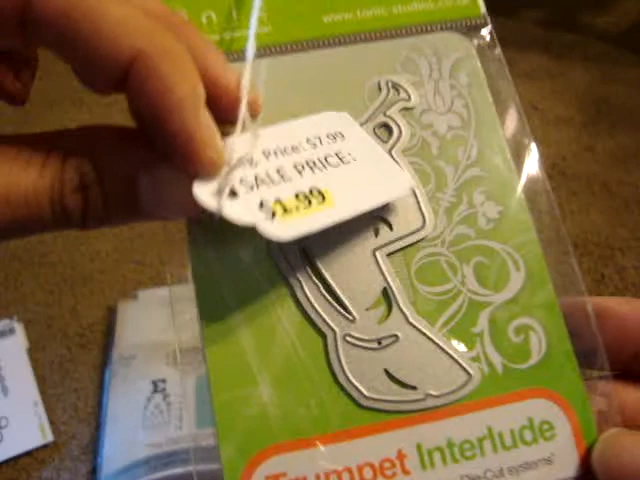 www.tonic-studios.co.uk
Price: $7.99
SALE PRICE:
$1.99
Trumpet Interlude
Die-Cut systems